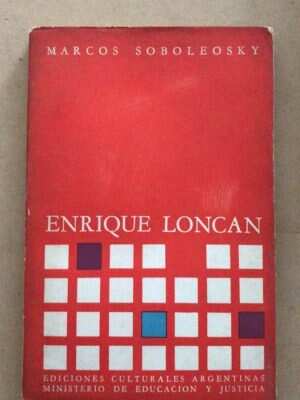 MARCOS SOBOLEOSKY
ENRIQUE LONCAN
EDICIONES CULTURALES ARGENTINAS
MINISTERIO DE EDUCACION Y JUSTICIA